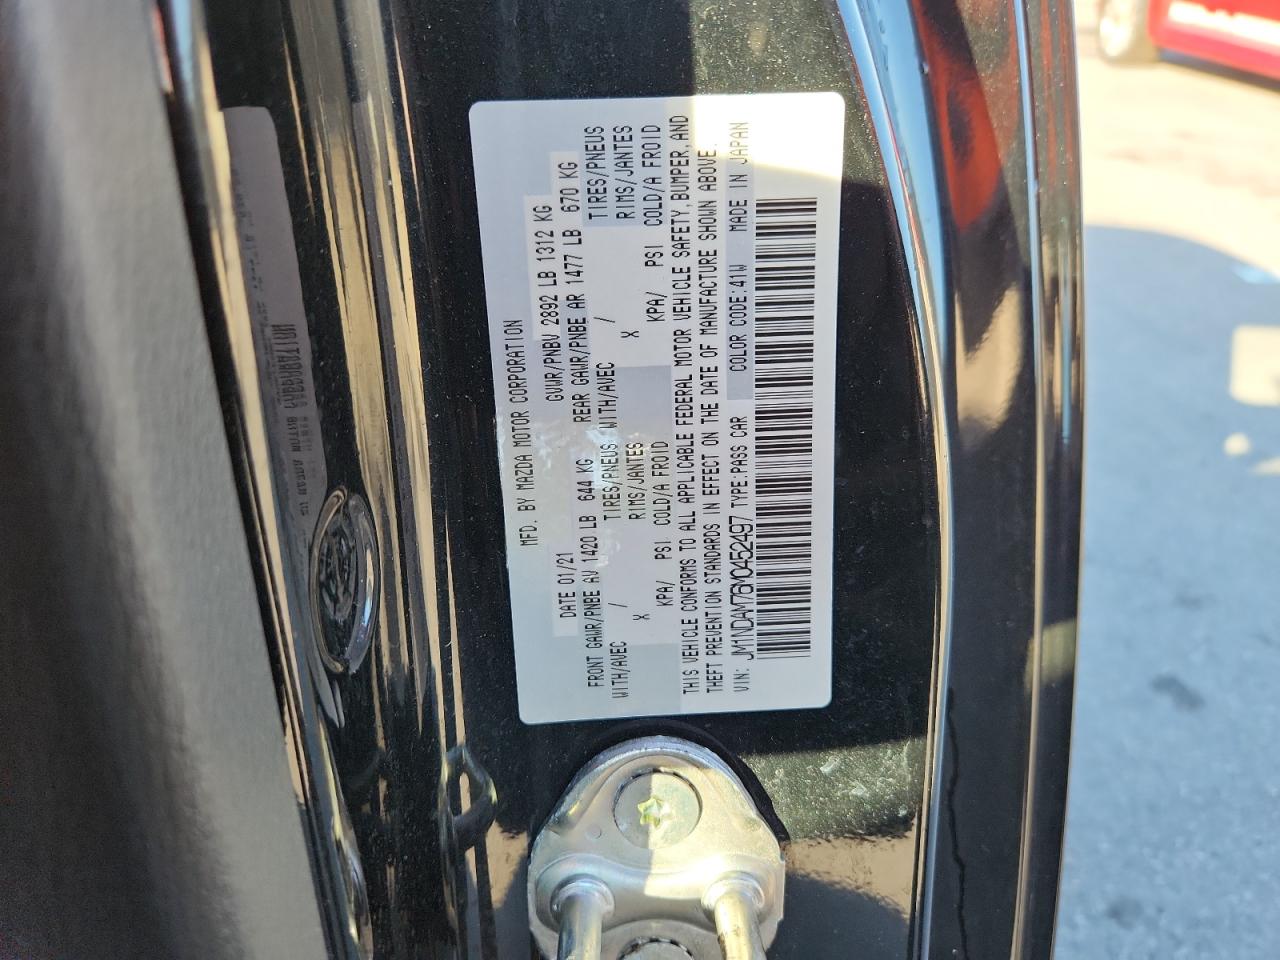 MFD. BY MAZDA MOTOR CORPORATION
DATE 01/21 GVWR/PNBV 2892 LB 1312 KG
FRONT GAWR/PNBE AV 1420 LB 644 KG REAR GAWR/PNBE AR 1477 LB 670 KG
WITH/AVEC / TIRES/PNEUS WITH/AVEC / TIRES/PNEUS
X RIMS/JANTES X RIMS/JANTES
KPA/ PSI COLD/A FROID KPA/ PSI COLD/A FROID
THIS VEHICLE CONFORMS TO ALL APPLICABLE FEDERAL MOTOR VEHICLE SAFETY, BUMPER, AND
THEFT PREVENTION STANDARDS IN EFFECT ON THE DATE OF MANUFACTURE SHOWN ABOVE.
VIN: JM1NDAM76M0452497 TYPE:PASS CAR COLOR CODE:41W MADE IN JAPAN